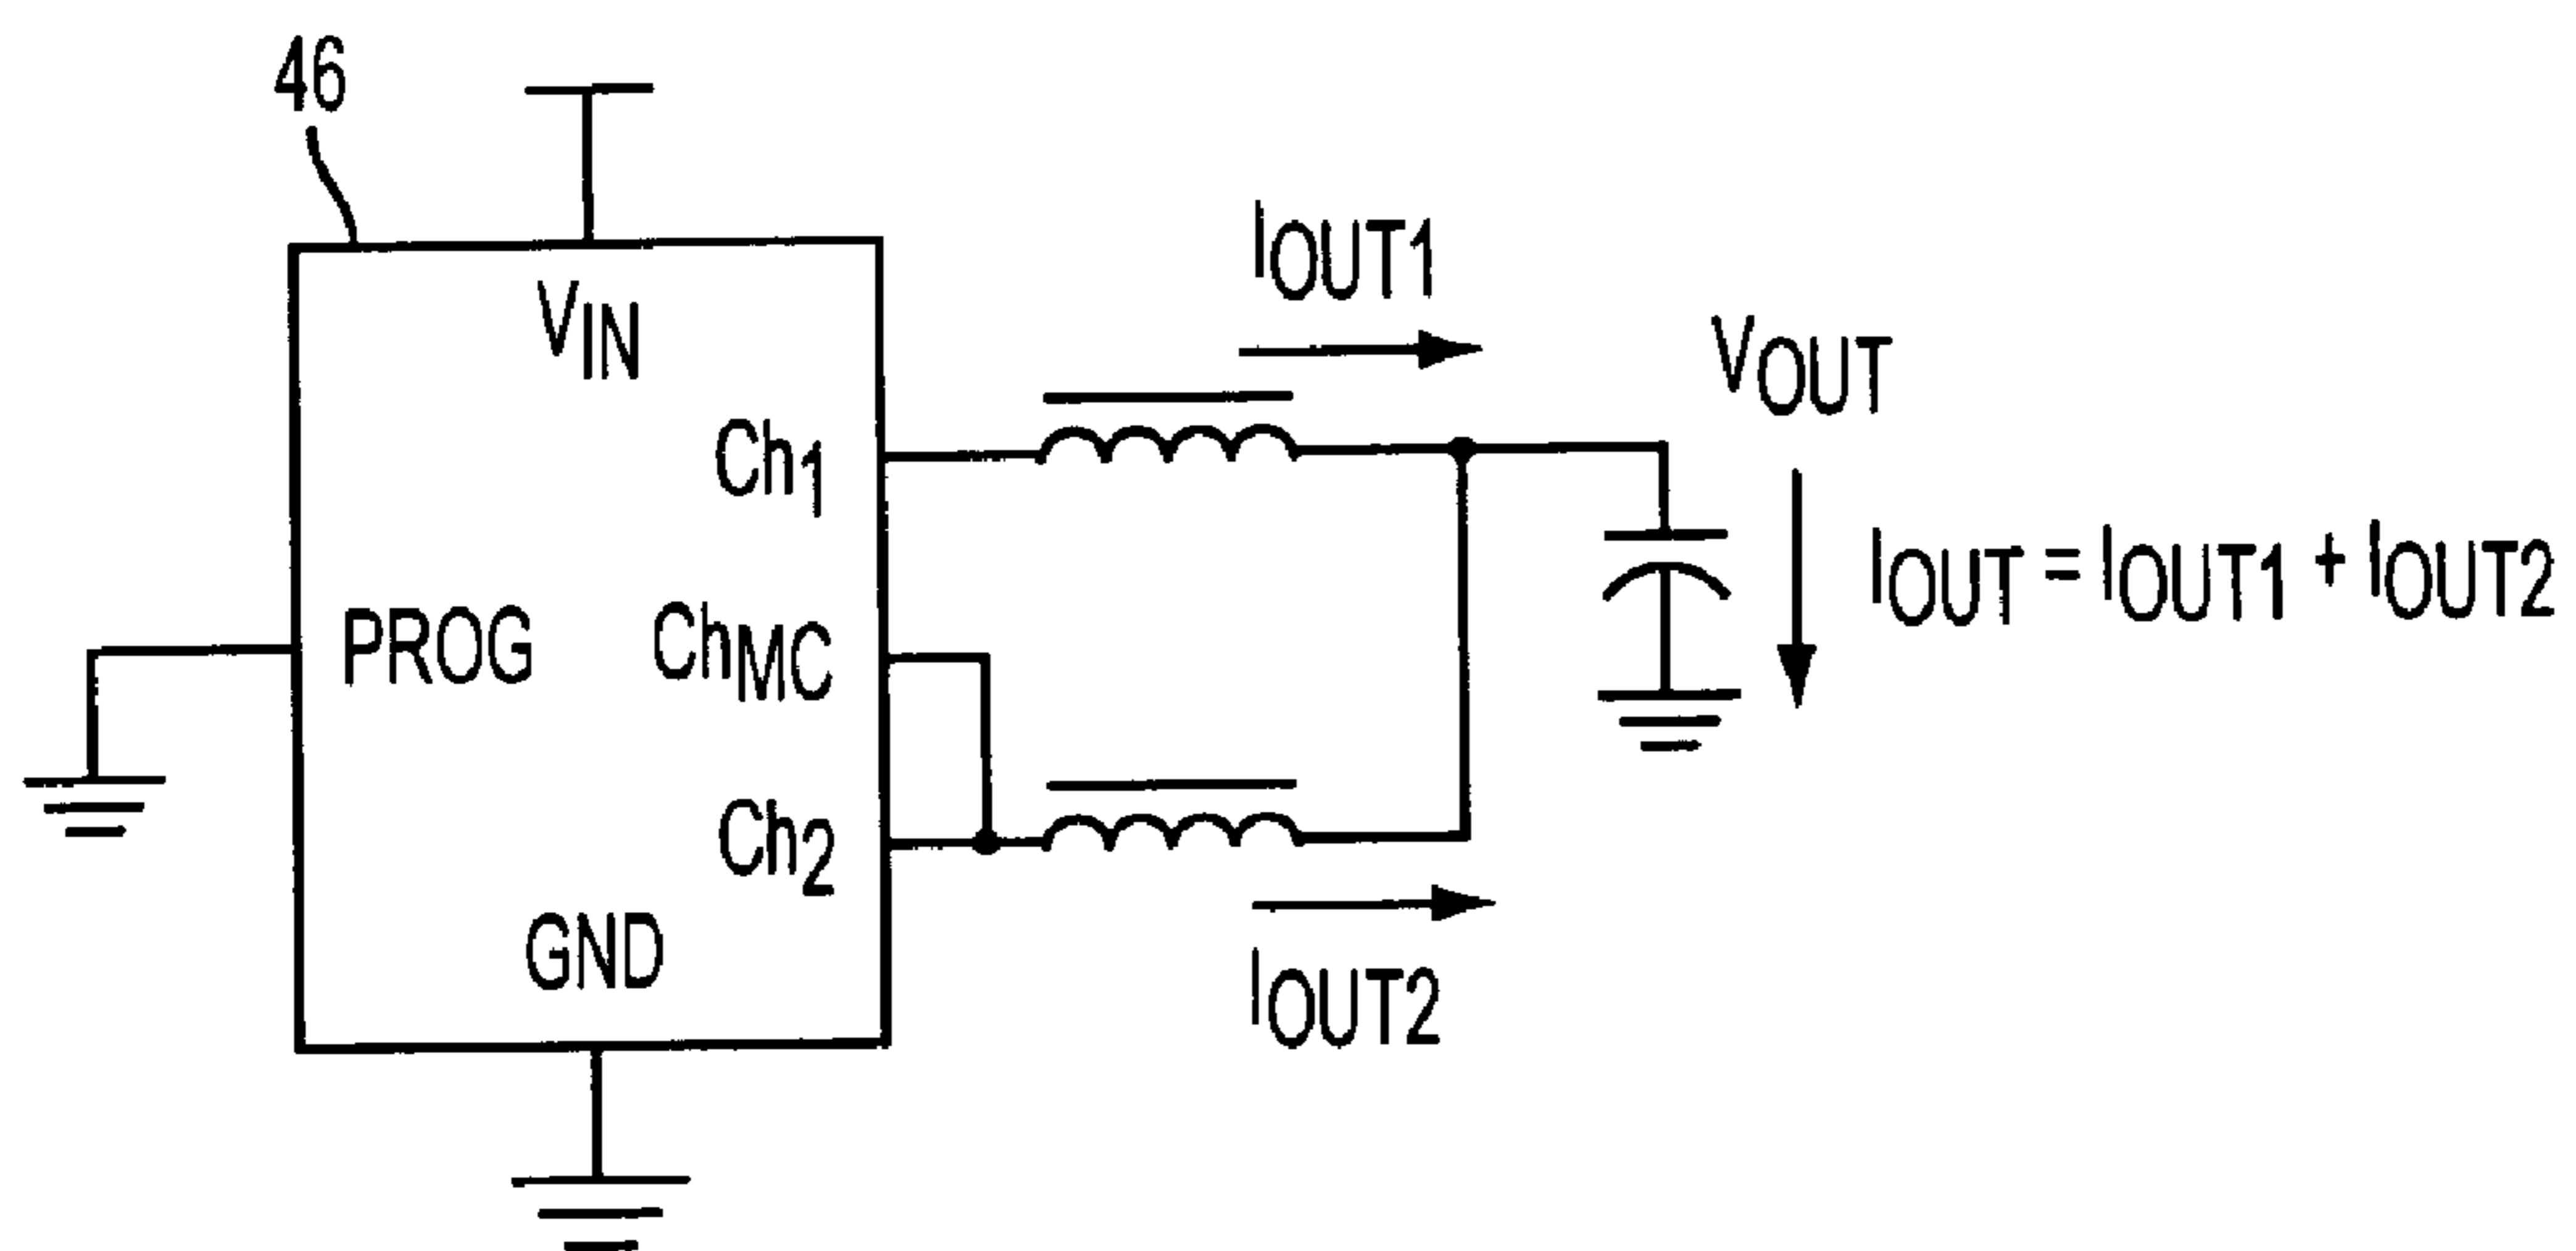 46
VIN
IOUT1
VOUT
Ch1
IOUT = IOUT1 + IOUT2
PROG
ChMC
Ch2
GND
IOUT2